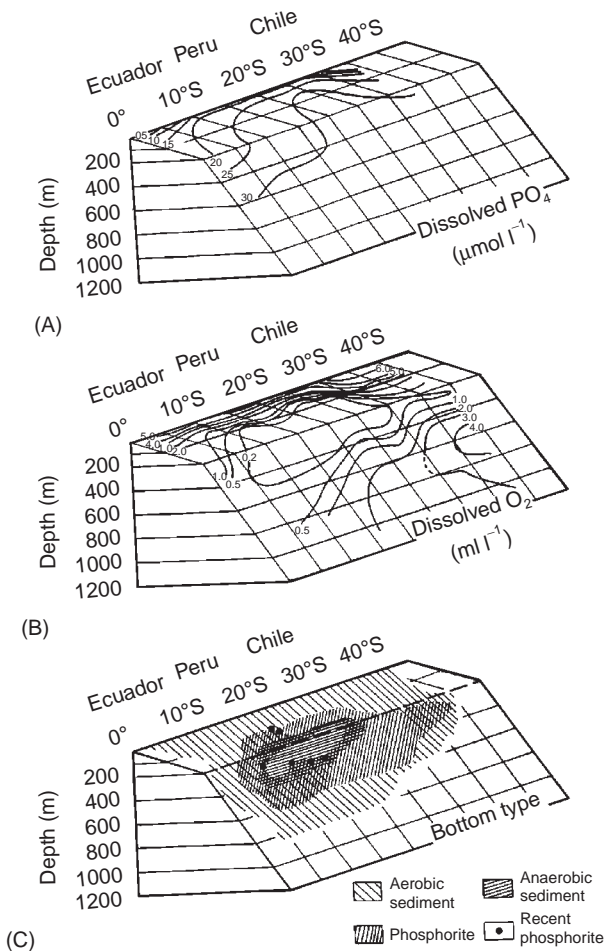 Ecuador Peru Chile
0° 10°S 20°S 30°S 40°S
05 10 15
20
25
30
200
400
600
800
1000
1200
Depth (m)
Dissolved PO₄
(μmol l⁻¹)
(A)
Ecuador Peru Chile
0° 10°S 20°S 30°S 40°S
6.0 5.0
5.0
4.0 1.0 2.0
0.2
1.0
0.5
1.0
2.0
3.0
4.0
0.5
200
400
600
800
1000
1200
Depth (m)
Dissolved O₂
(ml l⁻¹)
(B)
Ecuador Peru Chile
0° 10°S 20°S 30°S 40°S
200
400
600
800
1000
1200
Depth (m)
Bottom type
Aerobic
sediment
Anaerobic
sediment
Phosphorite
Recent
phosphorite
(C)